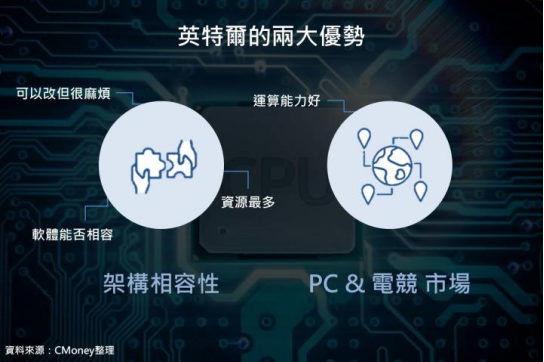 英特爾的兩大優勢
可以改但很麻煩
運算能力好
CPU
資源最多
軟體能否相容
架構相容性
PC & 電競 市場
資料來源：CMoney整理